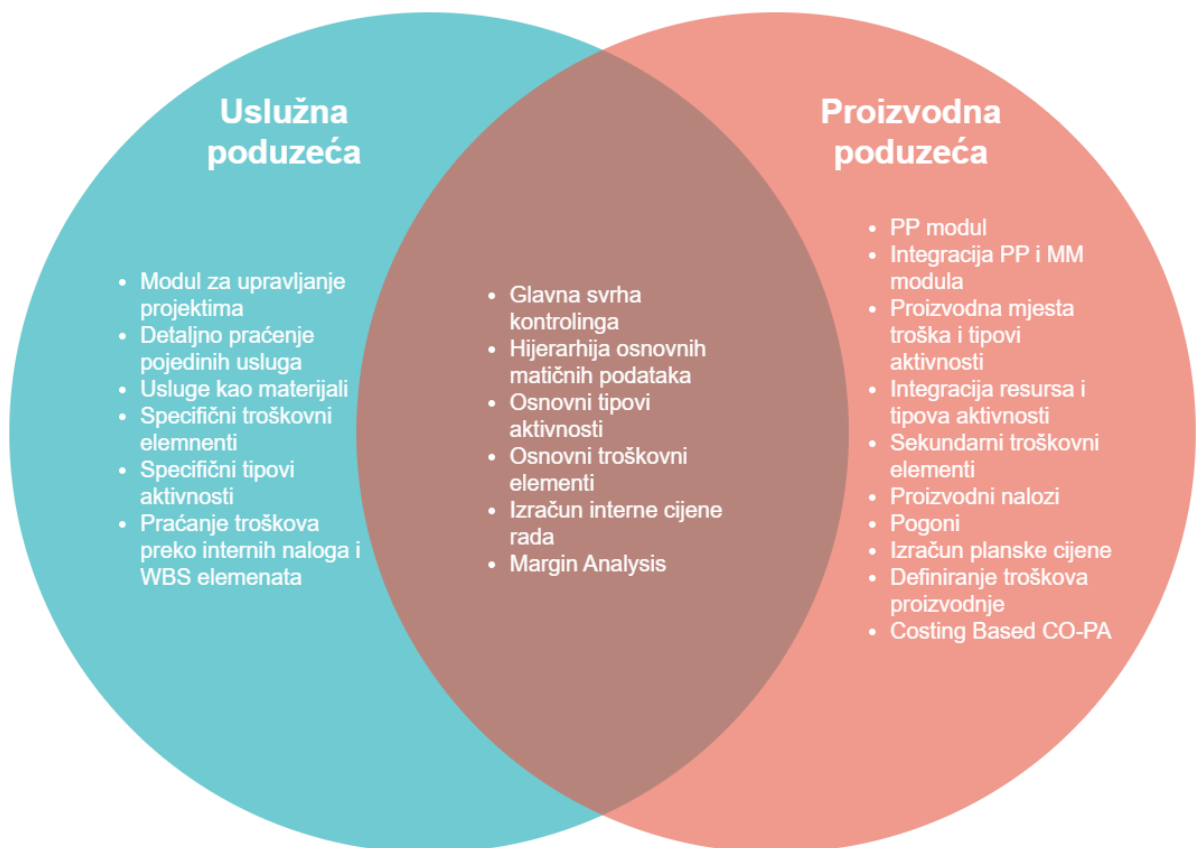 Uslužna
poduzeća
• Modul za upravljanje
projektima
• Detaljno praćenje
pojedinih usluga
• Usluge kao materijali
• Specifični troškovni
elemnenti
• Specifični tipovi
aktivnosti
• Praćanje troškova
preko internih naloga i
WBS elemenata
• Glavna svrha
kontrolinga
• Hijerarhija osnovnih
matičnih podataka
• Osnovni tipovi
aktivnosti
• Osnovni troškovni
elementi
• Izračun interne cijene
rada
• Margin Analysis
Proizvodna
poduzeća
• PP modul
• Integracija PP i MM
modula
• Proizvodna mjesta
troška i tipovi
aktivnosti
• Integracija resursa i
tipova aktivnosti
• Sekundarni troškovni
elementi
• Proizvodni nalozi
• Pogoni
• Izračun planske cijene
• Definiranje troškova
proizvodnje
• Costing Based CO-PA